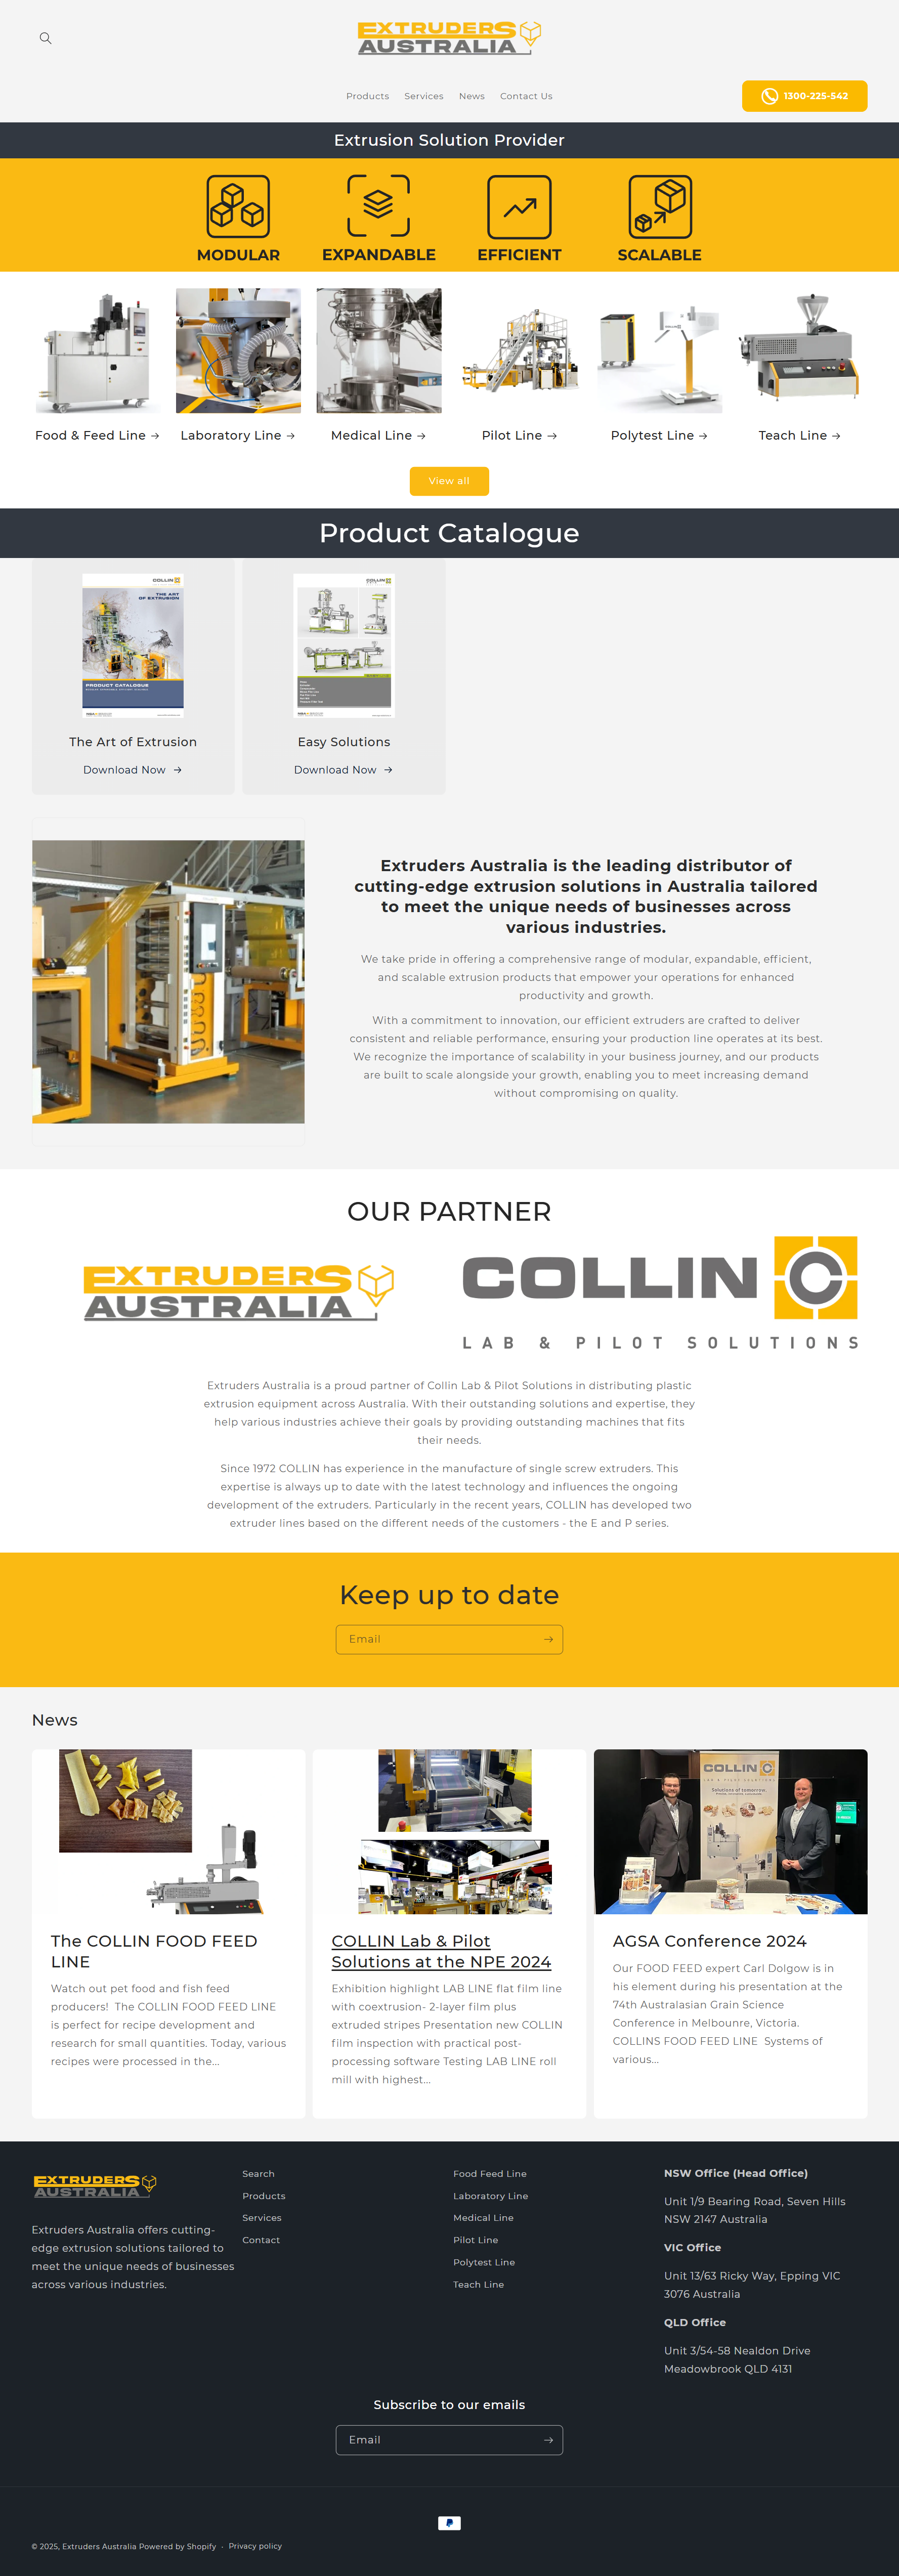 EXTRUDERS
AUSTRALIA
Products Services News Contact Us
1300-225-542
Extrusion Solution Provider
MODULAR EXPANDABLE EFFICIENT SCALABLE
Food & Feed Line → Laboratory Line → Medical Line → Pilot Line → Polytest Line → Teach Line →
View all
Product Catalogue
COLLIN
THE ART
OF EXTRUSION
PRODUCT CATALOGUE
COLLIN
The Art of Extrusion
Download Now →
Easy Solutions
Download Now →
Extruders Australia is the leading distributor of
cutting-edge extrusion solutions in Australia tailored
to meet the unique needs of businesses across
various industries.
We take pride in offering a comprehensive range of modular, expandable, efficient,
and scalable extrusion products that empower your operations for enhanced
productivity and growth.
With a commitment to innovation, our efficient extruders are crafted to deliver
consistent and reliable performance, ensuring your production line operates at its best.
We recognize the importance of scalability in your business journey, and our products
are built to scale alongside your growth, enabling you to meet increasing demand
without compromising on quality.
OUR PARTNER
EXTRUDERS
AUSTRALIA
COLLIN
LAB & PILOT SOLUTIONS
Extruders Australia is a proud partner of Collin Lab & Pilot Solutions in distributing plastic
extrusion equipment across Australia. With their outstanding solutions and expertise, they
help various industries achieve their goals by providing outstanding machines that fits
their needs.
Since 1972 COLLIN has experience in the manufacture of single screw extruders. This
expertise is always up to date with the latest technology and influences the ongoing
development of the extruders. Particularly in the recent years, COLLIN has developed two
extruder lines based on the different needs of the customers - the E and P series.
Keep up to date
Email →
News
COLLIN
LAB & PILOT SOLUTIONS
Solutions of tomorrow.
The COLLIN FOOD FEED
LINE
Watch out pet food and fish feed
producers!  The COLLIN FOOD FEED LINE
is perfect for recipe development and
research for small quantities. Today, various
recipes were processed in the...
COLLIN Lab & Pilot
Solutions at the NPE 2024
Exhibition highlight LAB LINE flat film line
with coextrusion- 2-layer film plus
extruded stripes Presentation new COLLIN
film inspection with practical post-
processing software Testing LAB LINE roll
mill with highest...
AGSA Conference 2024
Our FOOD FEED expert Carl Dolgow is in
his element during his presentation at the
74th Australasian Grain Science
Conference in Melbounre, Victoria.
COLLINS FOOD FEED LINE  Systems of
various...
EXTRUDERS
AUSTRALIA
Extruders Australia offers cutting-
edge extrusion solutions tailored to
meet the unique needs of businesses
across various industries.
Search
Products
Services
Contact
Food Feed Line
Laboratory Line
Medical Line
Pilot Line
Polytest Line
Teach Line
NSW Office (Head Office)
Unit 1/9 Bearing Road, Seven Hills
NSW 2147 Australia
VIC Office
Unit 13/63 Ricky Way, Epping VIC
3076 Australia
QLD Office
Unit 3/54-58 Nealdon Drive
Meadowbrook QLD 4131
Subscribe to our emails
Email →
© 2025, Extruders Australia Powered by Shopify · Privacy policy